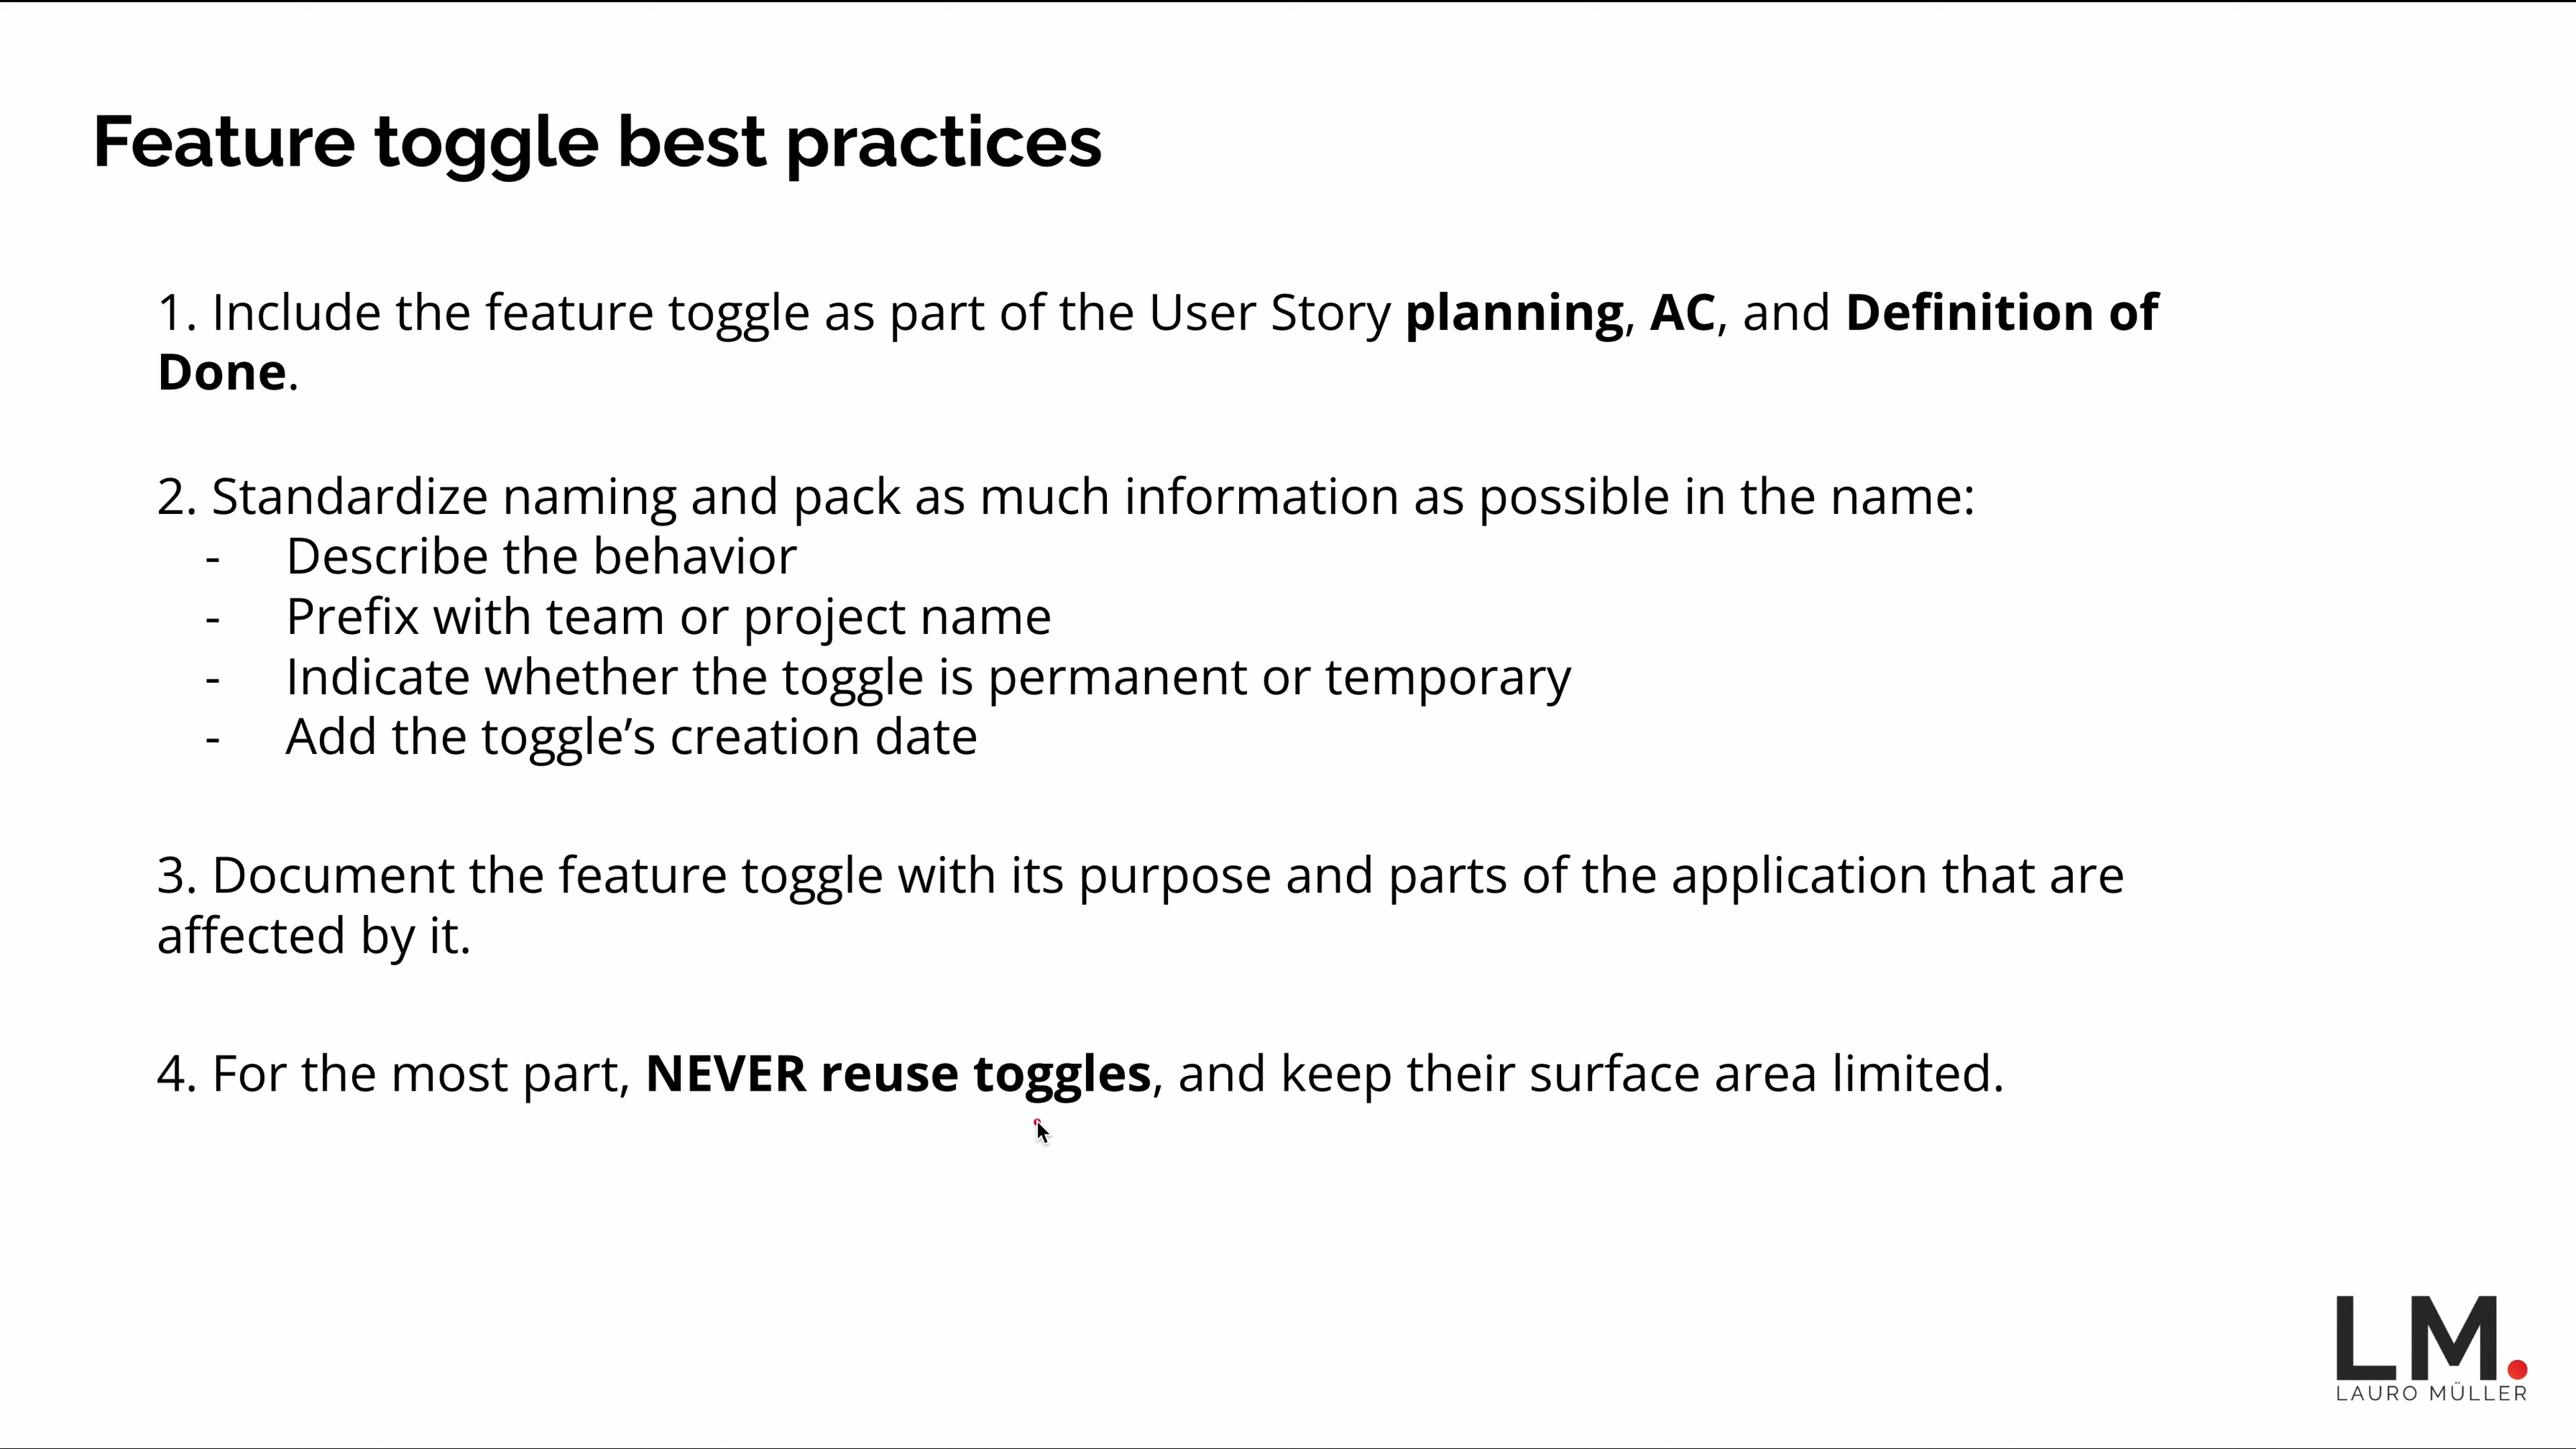 Feature toggle best practices
1. Include the feature toggle as part of the User Story planning, AC, and Definition of
Done.
2. Standardize naming and pack as much information as possible in the name:
- Describe the behavior
- Prefix with team or project name
- Indicate whether the toggle is permanent or temporary
- Add the toggle’s creation date
3. Document the feature toggle with its purpose and parts of the application that are
affected by it.
4. For the most part, NEVER reuse toggles, and keep their surface area limited.
LM.
LAURO MÜLLER